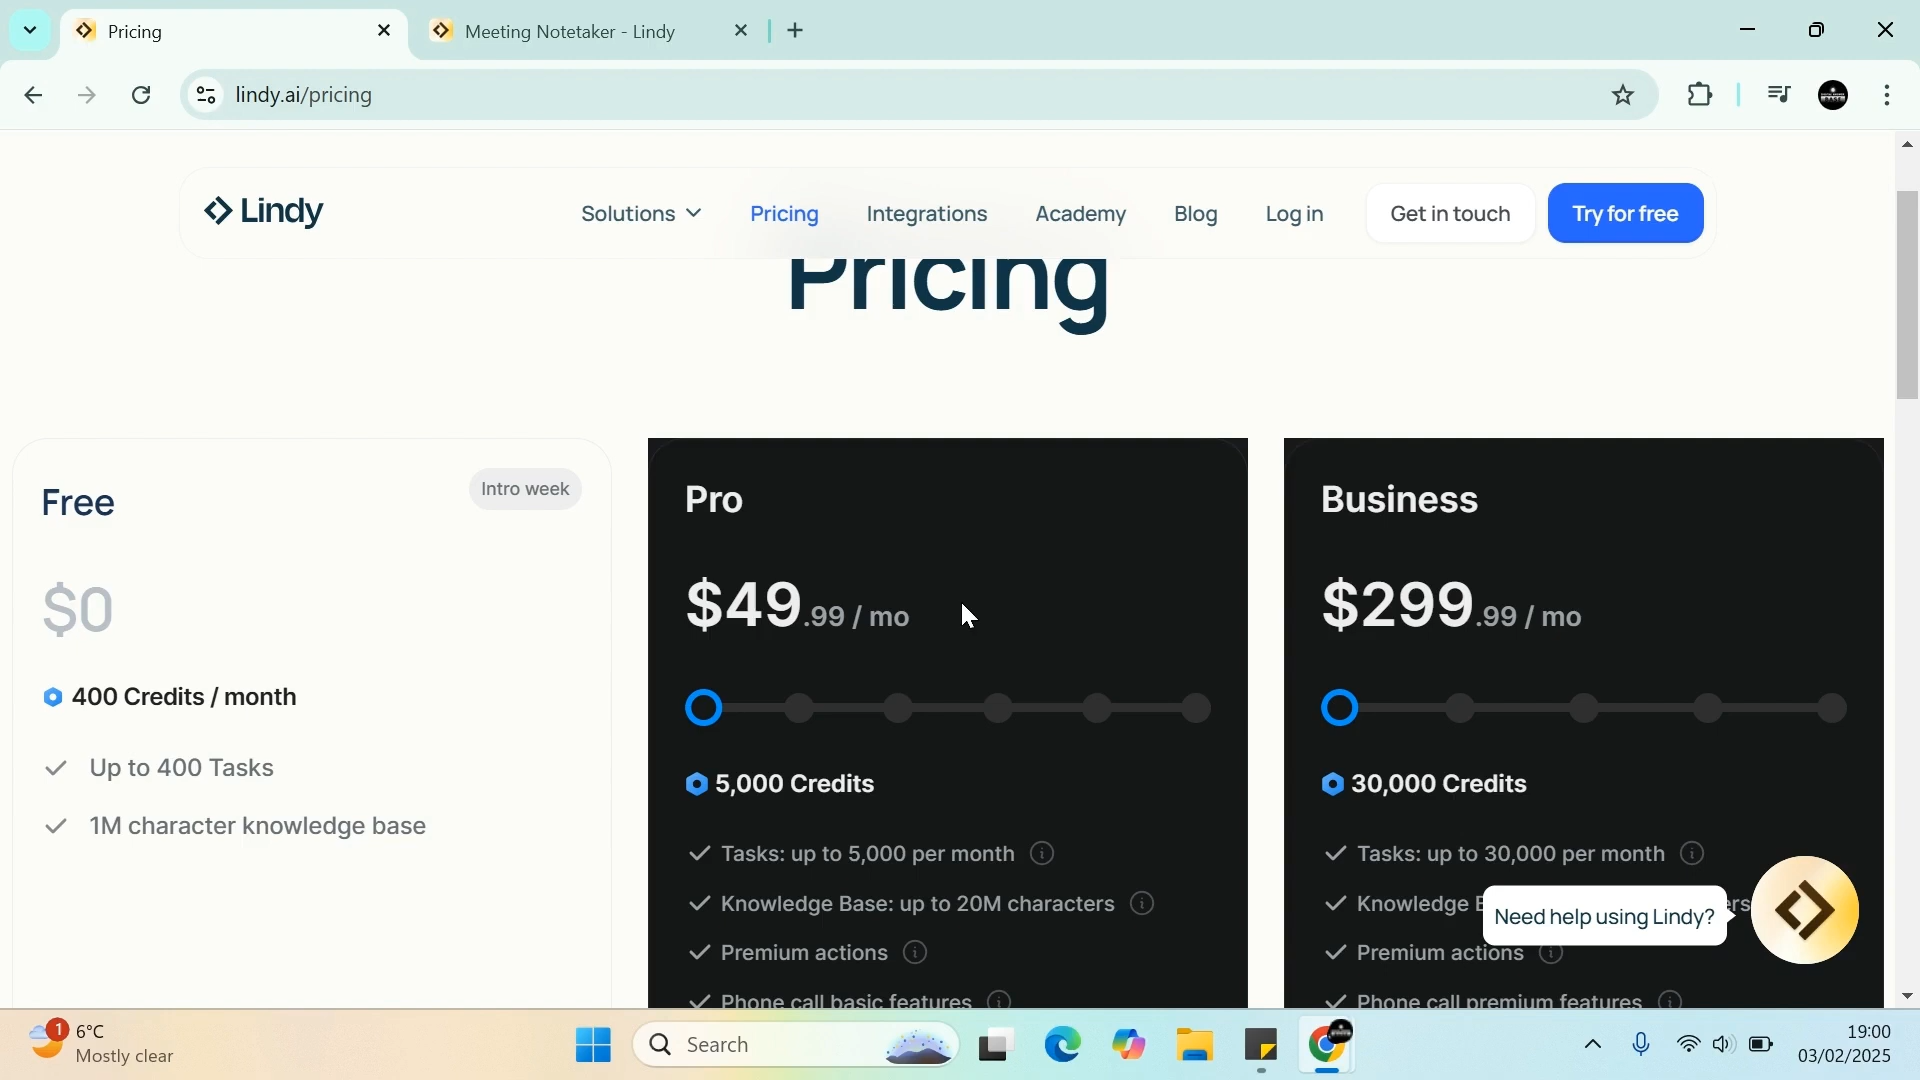 Pricing
Meeting Notetaker - Lindy
lindy.ai/pricing
Lindy
Solutions
Pricing
Integrations
Academy
Blog
Log in
Get in touch
Try for free
Pricing
Free
Intro week
$0
400 Credits / month
Up to 400 Tasks
1M character knowledge base
Pro
$49.99 / mo
5,000 Credits
Tasks: up to 5,000 per month
Knowledge Base: up to 20M characters
Premium actions
Phone call basic features
Business
$299.99 / mo
30,000 Credits
Tasks: up to 30,000 per month
Knowledge
Premium actions
Phone call premium features
Need help using Lindy?
1
6°C
Mostly clear
Search
19:00
03/02/2025